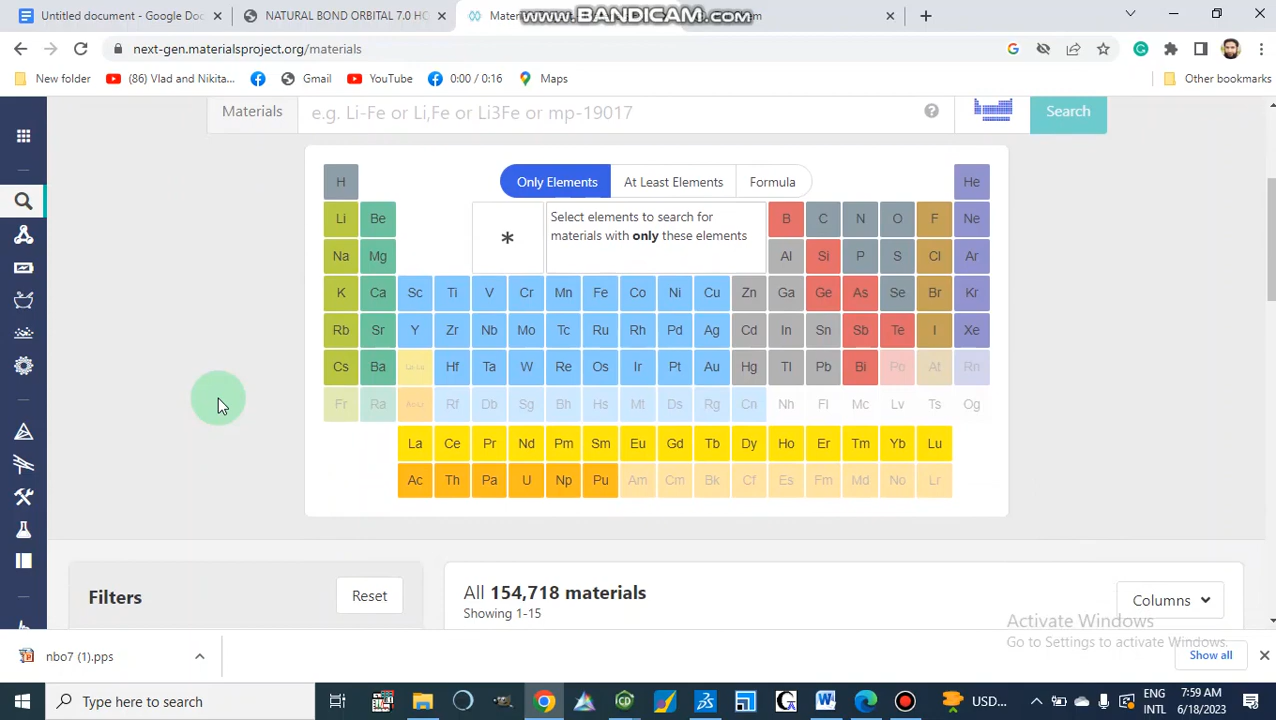 Untitled document - Google Doc
NATURAL BOND ORBITAL 7.0 HO
Mater
www.BANDICAM.com
next-gen.materialsproject.org/materials
New folder
(86) Vlad and Nikita...
Gmail
YouTube
0:00 / 0:16
Maps
Other bookmarks
Materials
e.g. Li-Fe or Li,Fe or Li3Fe or mp-19017
Search
Only Elements
At Least Elements
Formula
H He
Li Be B C N O F Ne
Select elements to search for
materials with only these elements
*
Na Mg Al Si P S Cl Ar
K Ca Sc Ti V Cr Mn Fe Co Ni Cu Zn Ga Ge As Se Br Kr
Rb Sr Y Zr Nb Mo Tc Ru Rh Pd Ag Cd In Sn Sb Te I Xe
Cs Ba La-Lu Hf Ta W Re Os Ir Pt Au Hg Tl Pb Bi Po At Rn
Fr Ra Ac-Lr Rf Db Sg Bh Hs Mt Ds Rg Cn Nh Fl Mc Lv Ts Og
La Ce Pr Nd Pm Sm Eu Gd Tb Dy Ho Er Tm Yb Lu
Ac Th Pa U Np Pu Am Cm Bk Cf Es Fm Md No Lr
Filters
Reset
All 154,718 materials
Showing 1-15
Columns
Activate Windows
Go to Settings to activate Windows.
nbo7 (1).pps
Show all
Type here to search
USD...
ENG
INTL
7:59 AM
6/18/2023